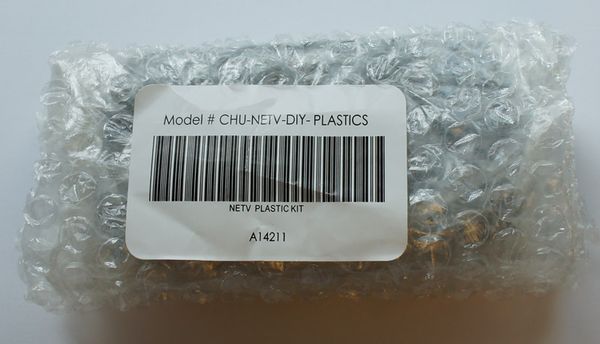 Model # CHU-NETV-DIY- PLASTICS
NETV PLASTIC KIT
A14211